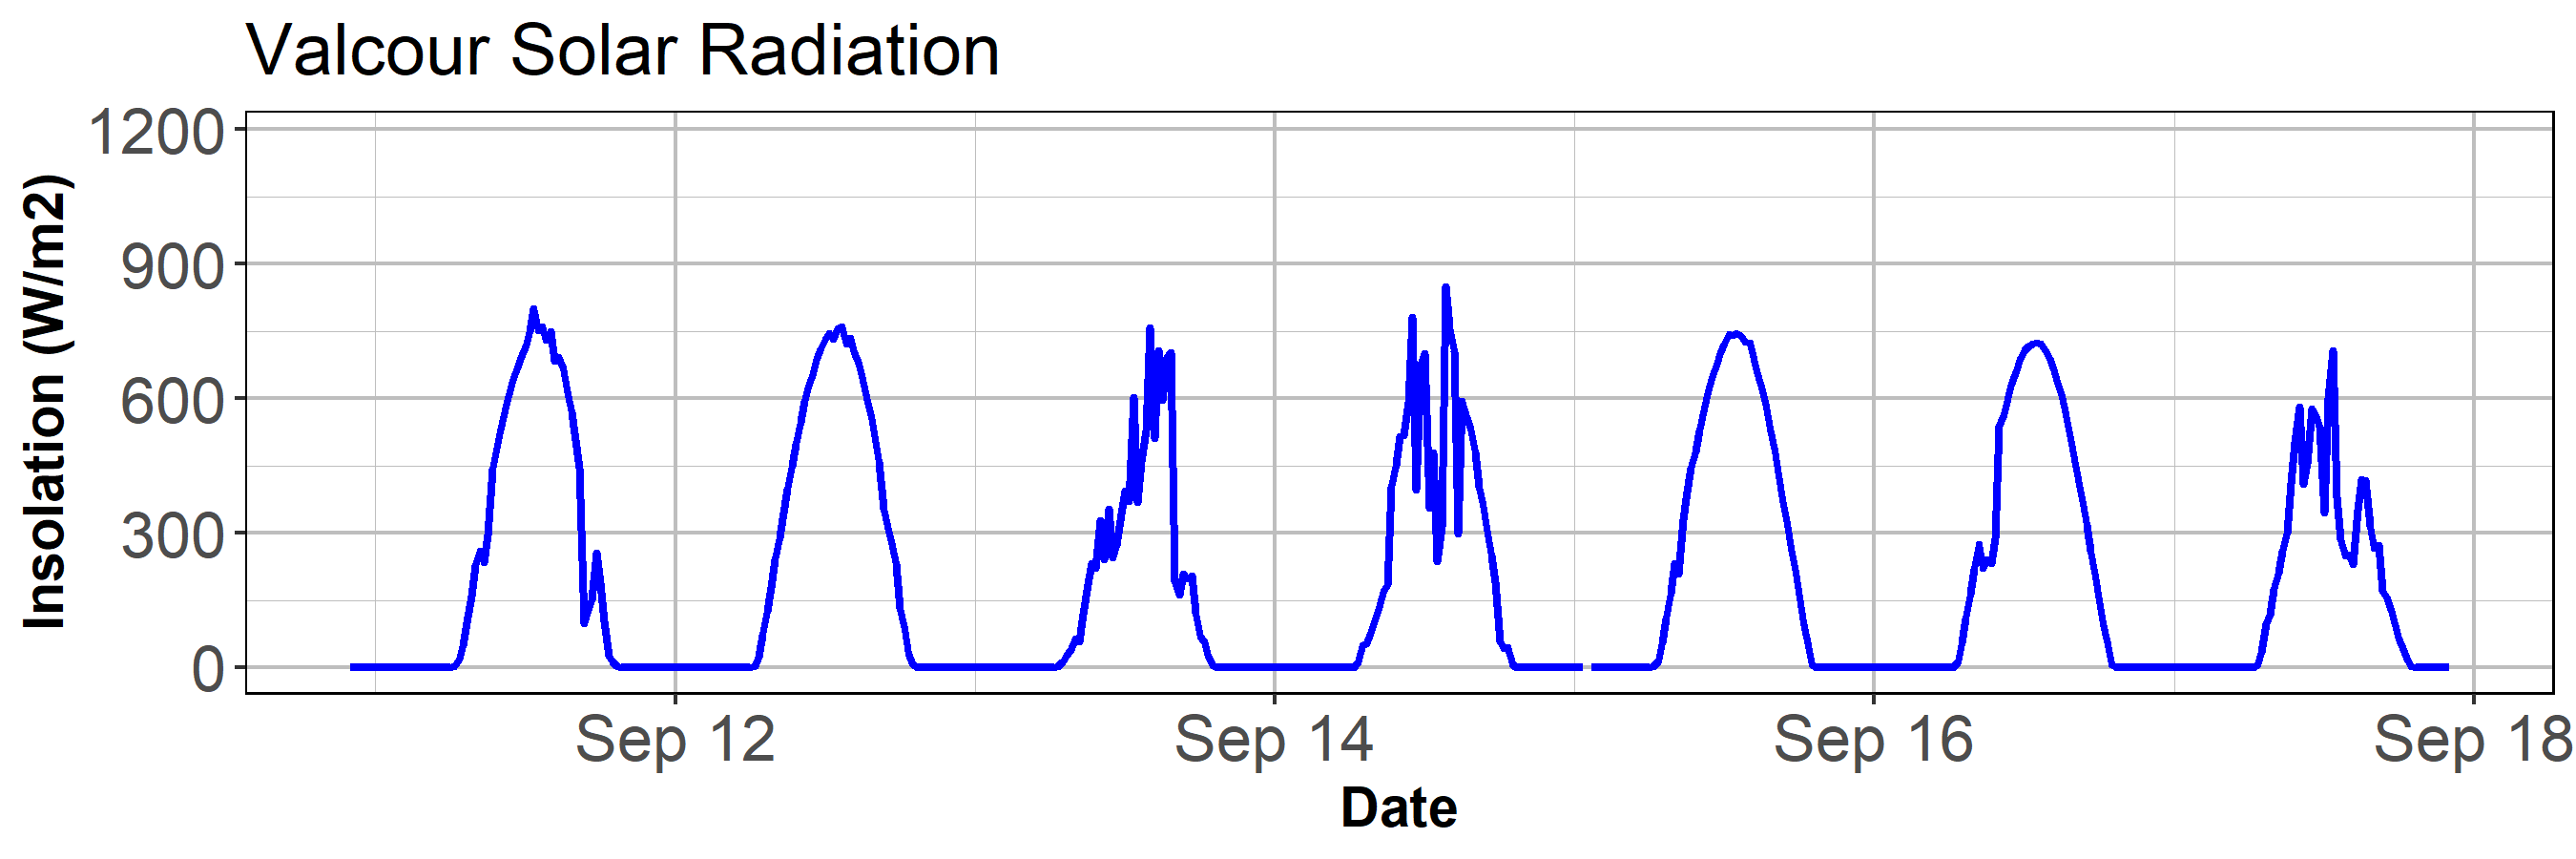 Valcour Solar Radiation
1200
900
600
300
0
Insolation (W/m2)
Sep 12
Sep 14
Sep 16
Sep 18
Date